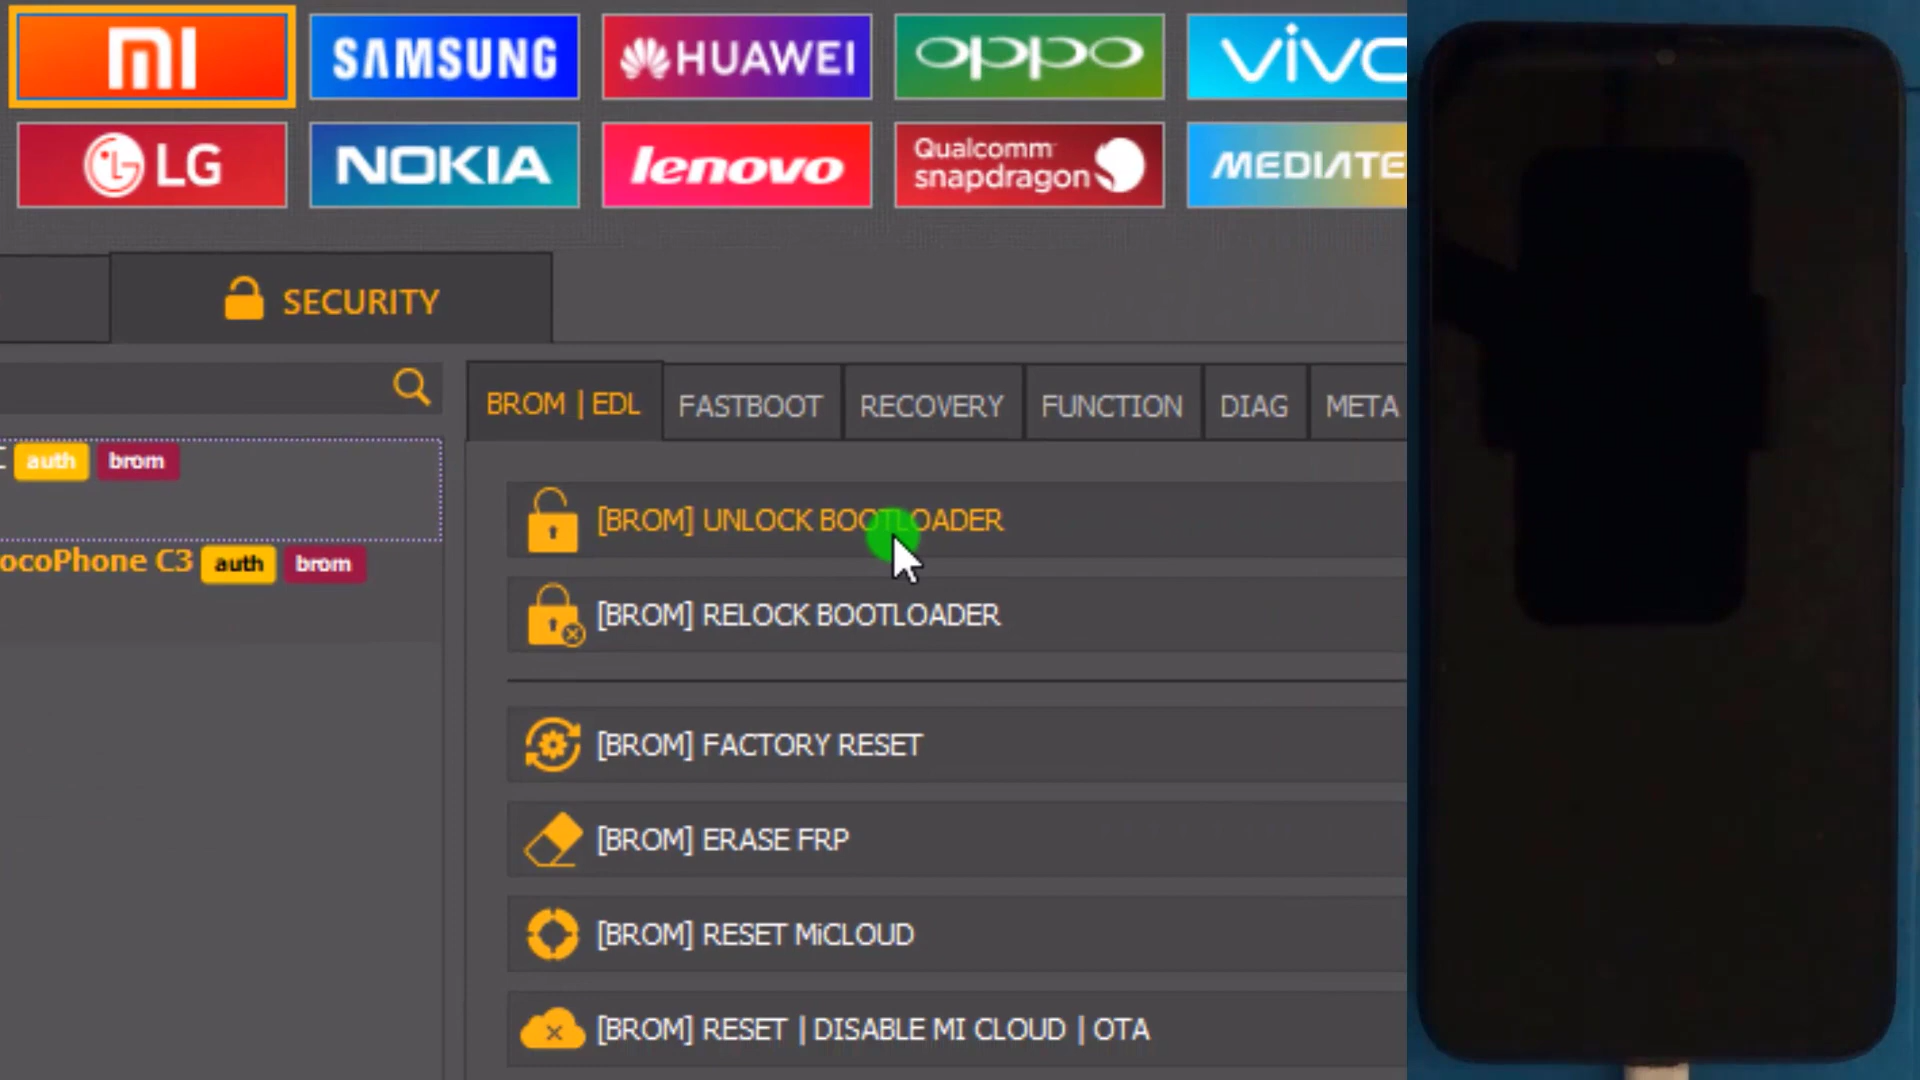 mi
SAMSUNG
HUAWEI
oppo
LG
NOKIA
lenovo
Qualcomm
snapdragon
SECURITY
BROM | EDL
FASTBOOT
RECOVERY
FUNCTION
DIAG
META
auth brom
ocoPhone C3 auth brom
[BROM] UNLOCK BOOTLOADER
[BROM] RELOCK BOOTLOADER
[BROM] FACTORY RESET
[BROM] ERASE FRP
[BROM] RESET MiCLOUD
[BROM] RESET | DISABLE MI CLOUD | OTA